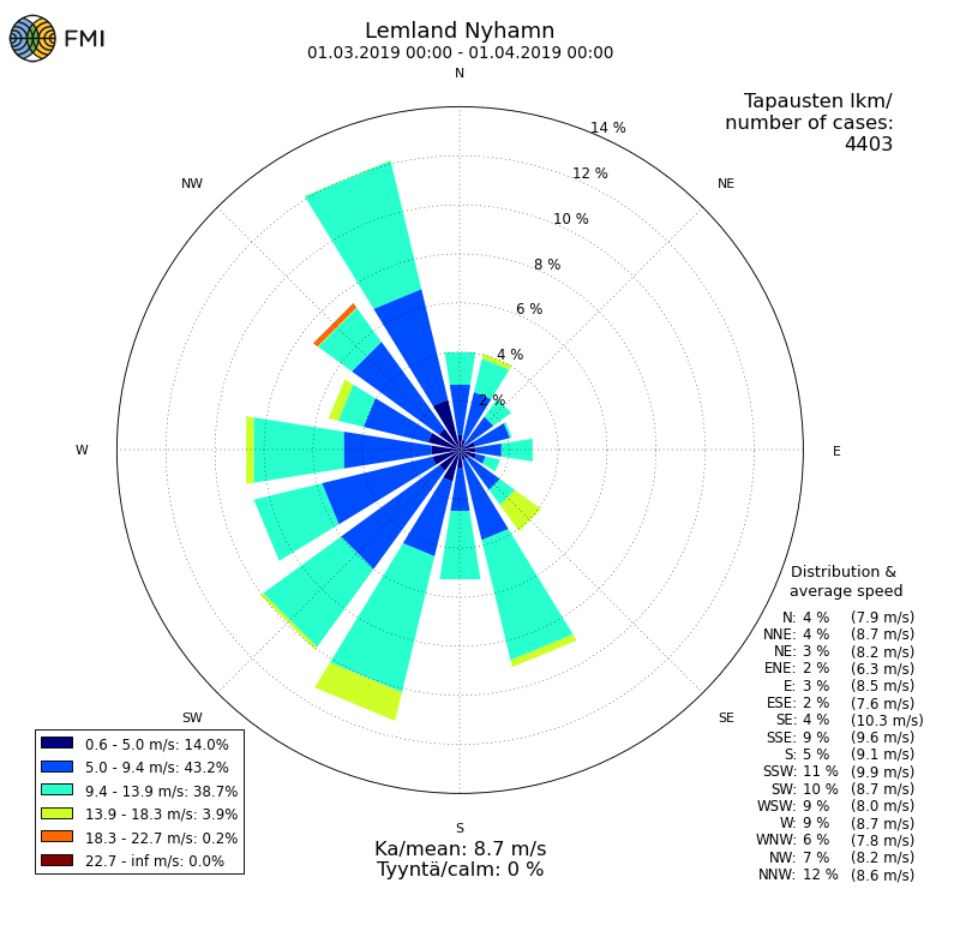 FMI
Lemland Nyhamn
01.03.2019 00:00 - 01.04.2019 00:00
N
Tapausten lkm/
number of cases:
4403
14 %
12 %
10 %
8 %
6 %
4 %
2 %
NW
NE
W
E
SW
SE
S
Distribution &
average speed
N: 4 % (7.9 m/s)
NNE: 4 % (8.7 m/s)
NE: 3 % (8.2 m/s)
ENE: 2 % (6.3 m/s)
E: 3 % (8.5 m/s)
ESE: 2 % (7.6 m/s)
SE: 4 % (10.3 m/s)
SSE: 9 % (9.6 m/s)
S: 5 % (9.1 m/s)
SSW: 11 % (9.9 m/s)
SW: 10 % (8.7 m/s)
WSW: 9 % (8.0 m/s)
W: 9 % (8.7 m/s)
WNW: 6 % (7.8 m/s)
NW: 7 % (8.2 m/s)
NNW: 12 % (8.6 m/s)
0.6 - 5.0 m/s: 14.0%
5.0 - 9.4 m/s: 43.2%
9.4 - 13.9 m/s: 38.7%
13.9 - 18.3 m/s: 3.9%
18.3 - 22.7 m/s: 0.2%
22.7 - inf m/s: 0.0%
Ka/mean: 8.7 m/s
Tyyntä/calm: 0 %